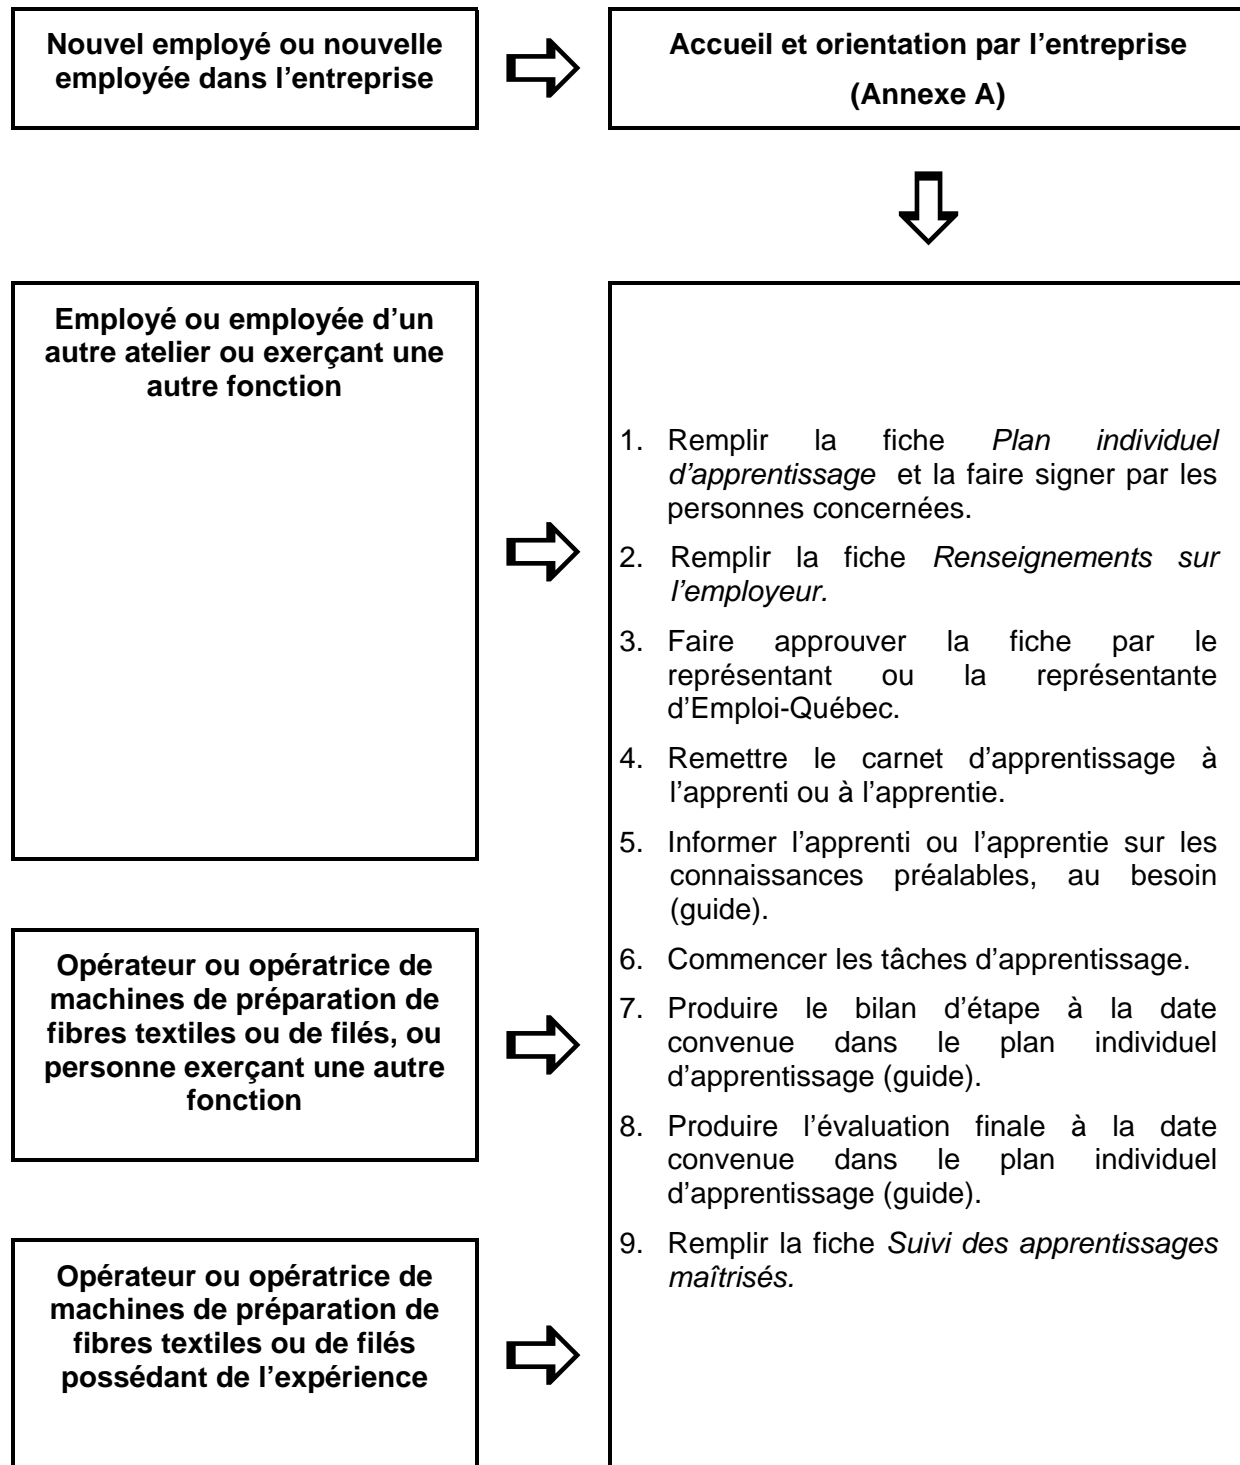 Nouvel employé ou nouvelle
employée dans l’entreprise
Accueil et orientation par l’entreprise
(Annexe A)
Employé ou employée d’un
autre atelier ou exerçant une
autre fonction
1. Remplir la fiche Plan individuel
d’apprentissage et la faire signer par les
personnes concernées.
2. Remplir la fiche Renseignements sur
l’employeur.
3. Faire approuver la fiche par le
représentant ou la représentante
d’Emploi-Québec.
4. Remettre le carnet d’apprentissage à
l’apprenti ou à l’apprentie.
5. Informer l’apprenti ou l’apprentie sur les
connaissances préalables, au besoin
(guide).
6. Commencer les tâches d’apprentissage.
7. Produire le bilan d’étape à la date
convenue dans le plan individuel
d’apprentissage (guide).
8. Produire l’évaluation finale à la date
convenue dans le plan individuel
d’apprentissage (guide).
9. Remplir la fiche Suivi des apprentissages
maîtrisés.
Opérateur ou opératrice de
machines de préparation de
fibres textiles ou de filés, ou
personne exerçant une autre
fonction
Opérateur ou opératrice de
machines de préparation de
fibres textiles ou de filés
possédant de l’expérience